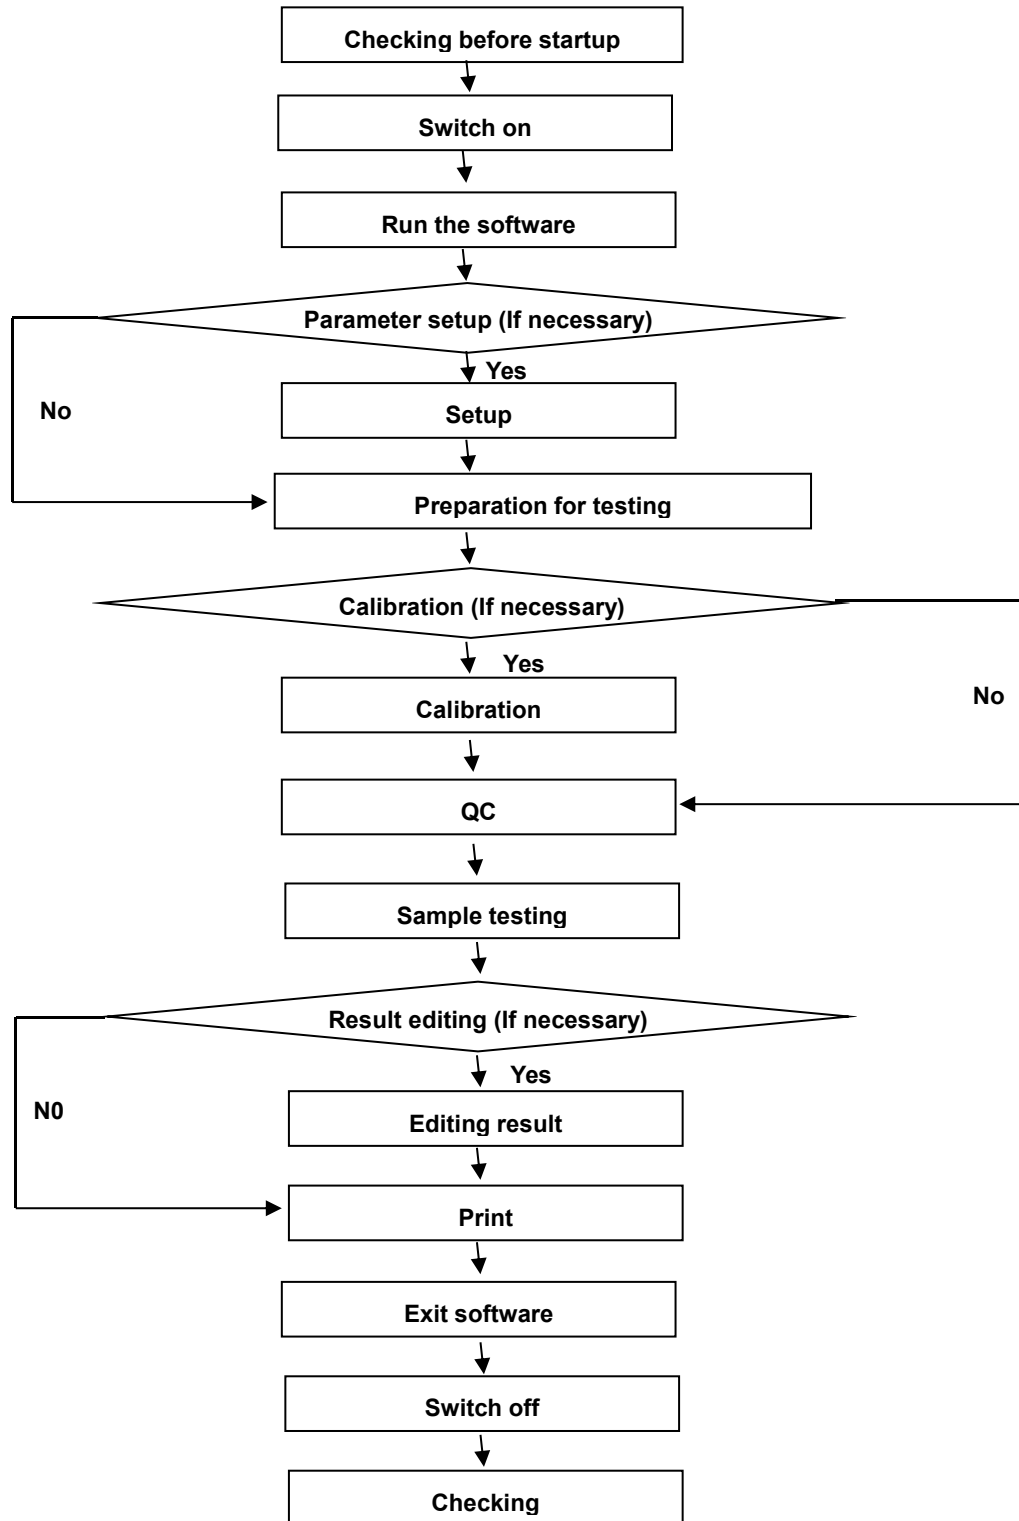 Checking before startup
Switch on
Run the software
Parameter setup (If necessary)
Yes
No
Setup
Preparation for testing
Calibration (If necessary)
Yes
No
Calibration
QC
Sample testing
Result editing (If necessary)
Yes
N0
Editing result
Print
Exit software
Switch off
Checking